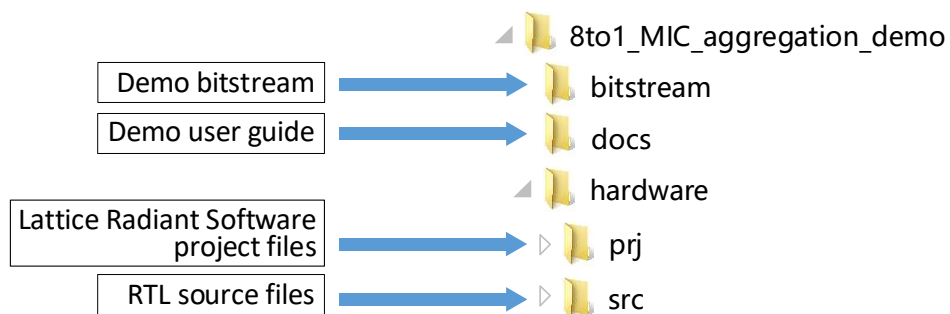 8to1_MIC_aggregation_demo
Demo bitstream
bitstream
Demo user guide
docs
hardware
Lattice Radiant Software
project files
prj
RTL source files
src